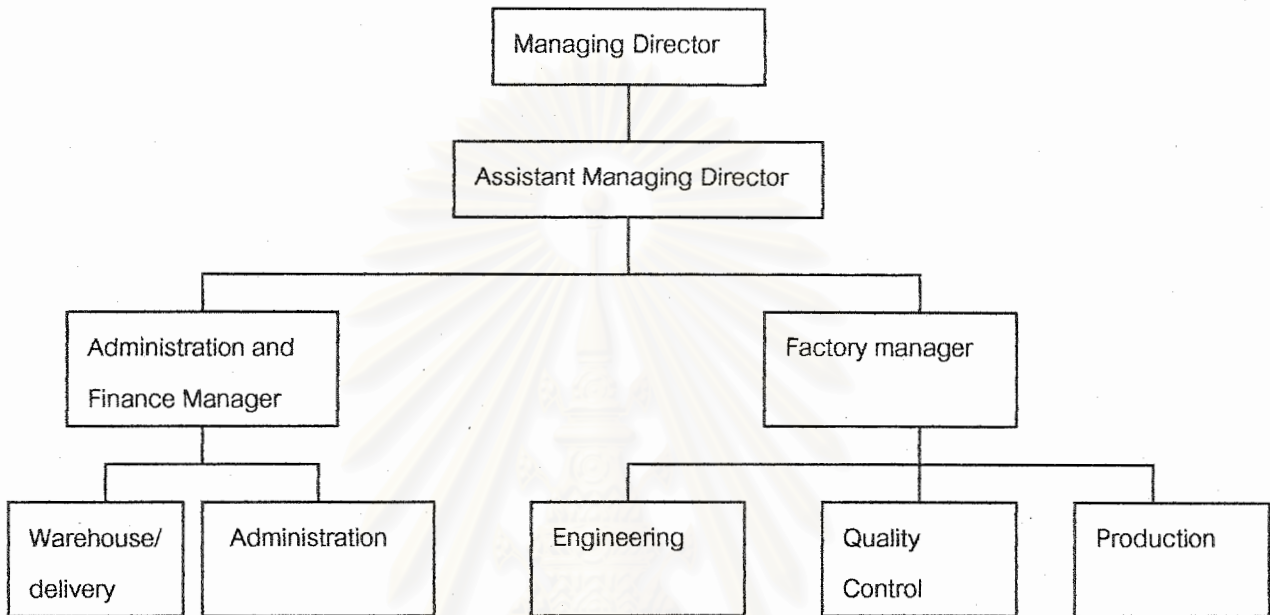 Managing Director
Assistant Managing Director
Administration and
Finance Manager
Factory manager
Warehouse/
delivery
Administration
Engineering
Quality
Control
Production